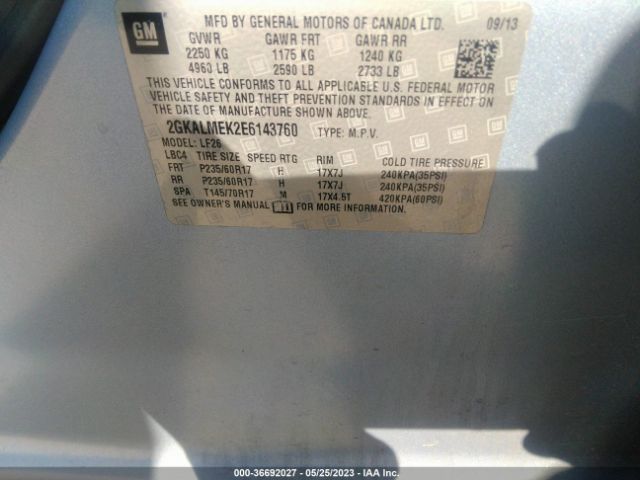 GM
MFD BY GENERAL MOTORS OF CANADA LTD. 09/13
GVWR GAWR FRT GAWR RR
2250 KG 1175 KG 1240 KG
4960 LB 2590 LB 2733 LB
THIS VEHICLE CONFORMS TO ALL APPLICABLE U.S. FEDERAL MOTOR
VEHICLE SAFETY AND THEFT PREVENTION STANDARDS IN EFFECT ON
THE DATE OF MANUFACTURE SHOWN ABOVE.
2GKALMEK2E6143760 TYPE: M.P.V.
MODEL: LF26
LBC4 TIRE SIZE SPEED RTG RIM COLD TIRE PRESSURE
FRT P235/60R17 H 17X7J 240KPA(35PSI)
RR P235/60R17 H 17X7J 240KPA(35PSI)
SPA T145/70R17 M 17X4.5T 420KPA(60PSI)
SEE OWNER'S MANUAL FOR MORE INFORMATION.
000-36692027 - 05/25/2023 - IAA Inc.